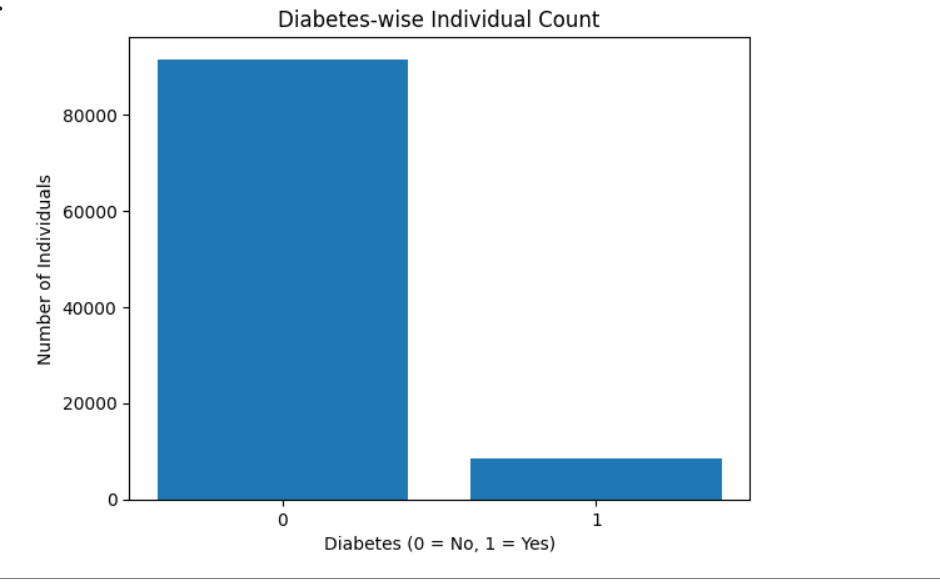 Diabetes-wise Individual Count
Number of Individuals
80000
60000
40000
20000
0
0 1
Diabetes (0 = No, 1 = Yes)